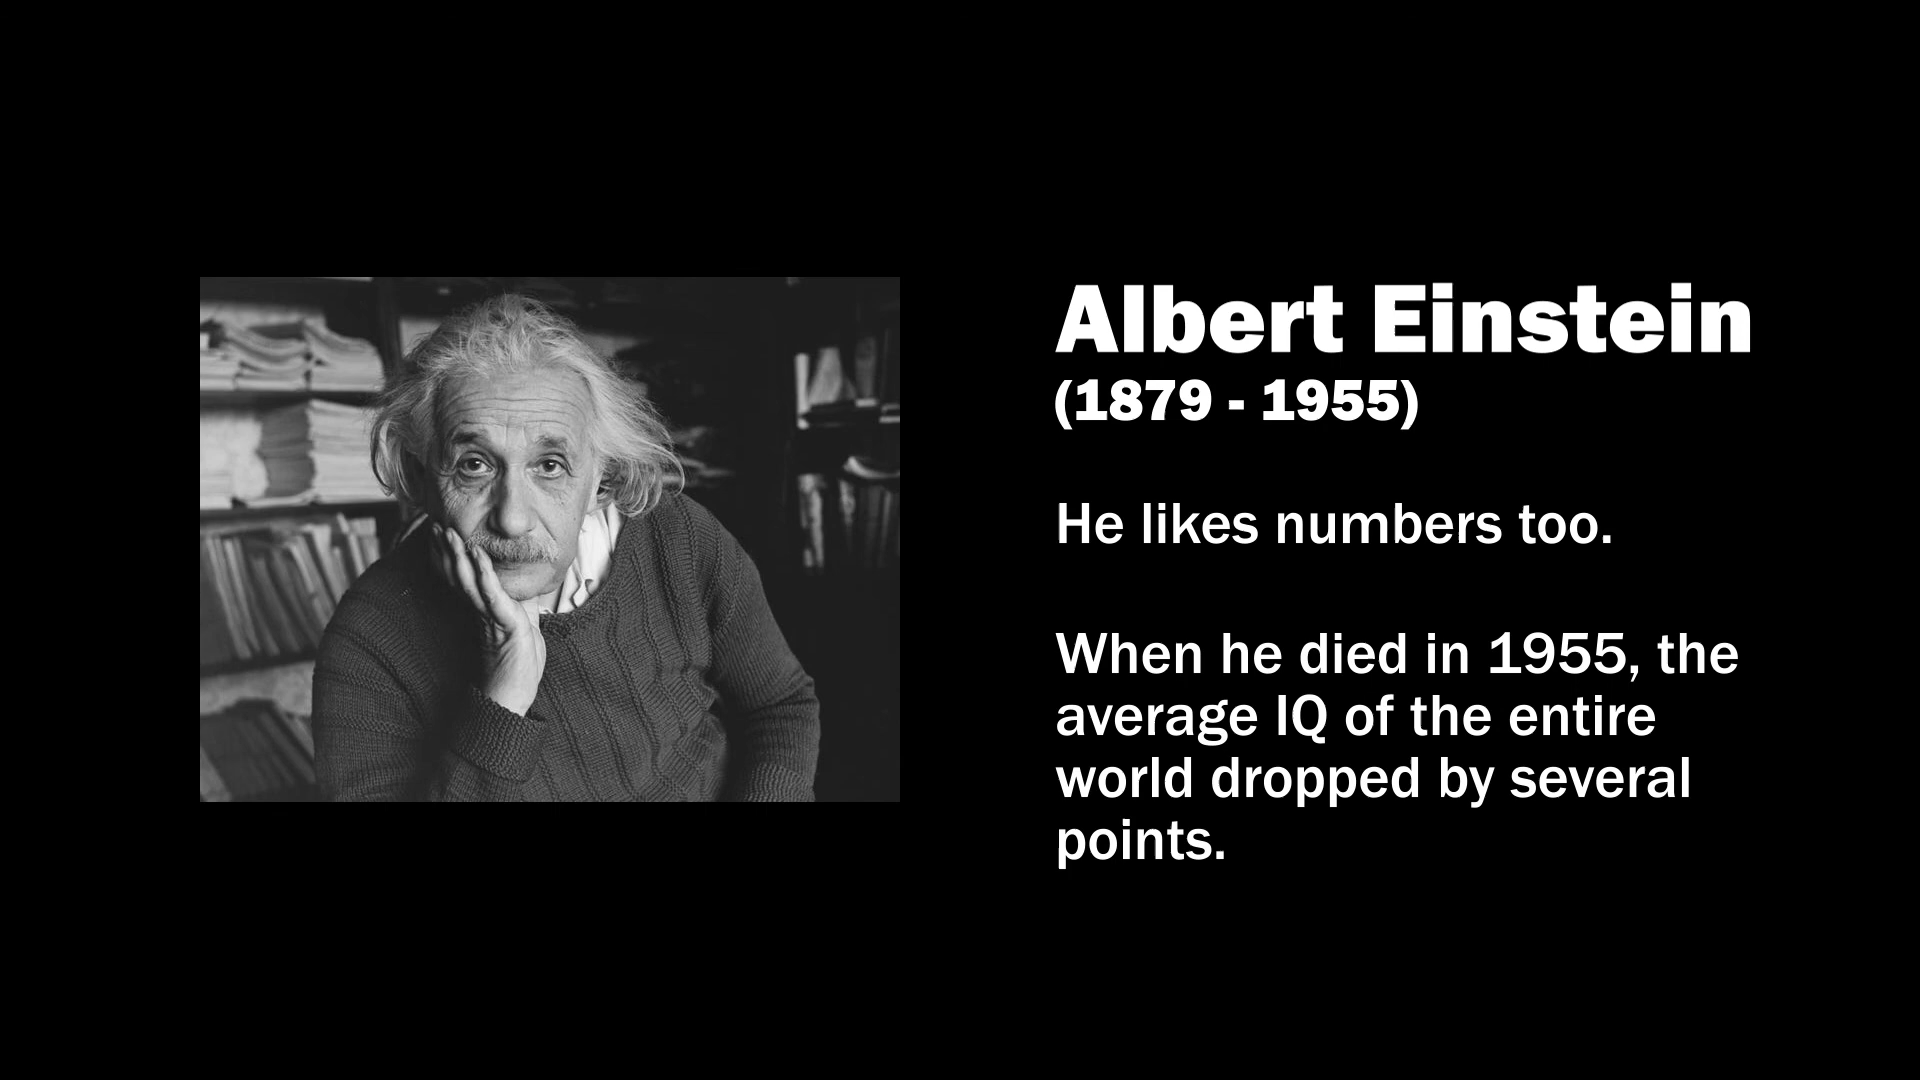 Albert Einstein
(1879 - 1955)
He likes numbers too.
When he died in 1955, the
average IQ of the entire
world dropped by several
points.